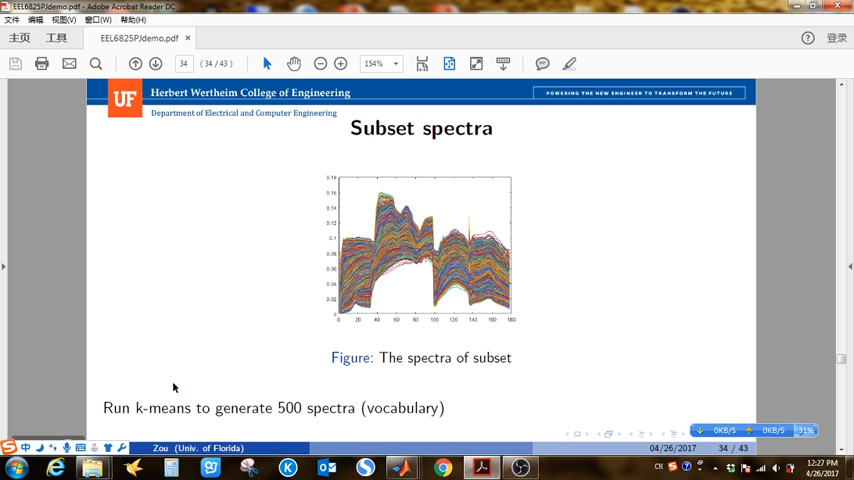 EEL6825PJdemo.pdf - Adobe Acrobat Reader DC
文件 编辑 视图(V) 窗口(W) 帮助(H)
主页 工具 EEL6825PJdemo.pdf × 登录
34 (34 / 43) 154%
UF Herbert Wertheim College of Engineering
POWERING THE NEW ENGINEER TO TRANSFORM THE FUTURE
Department of Electrical and Computer Engineering
Subset spectra
0.18
0.16
0.14
0.12
0.1
0.08
0.06
0.04
0.02
0
0 20 40 60 80 100 120 140 160 180
Figure: The spectra of subset
Run k-means to generate 500 spectra (vocabulary)
0KB/S 0KB/S 31%
中
Zou (Univ. of Florida) 04/26/2017 34 / 43
CH
12:27 PM
4/26/2017